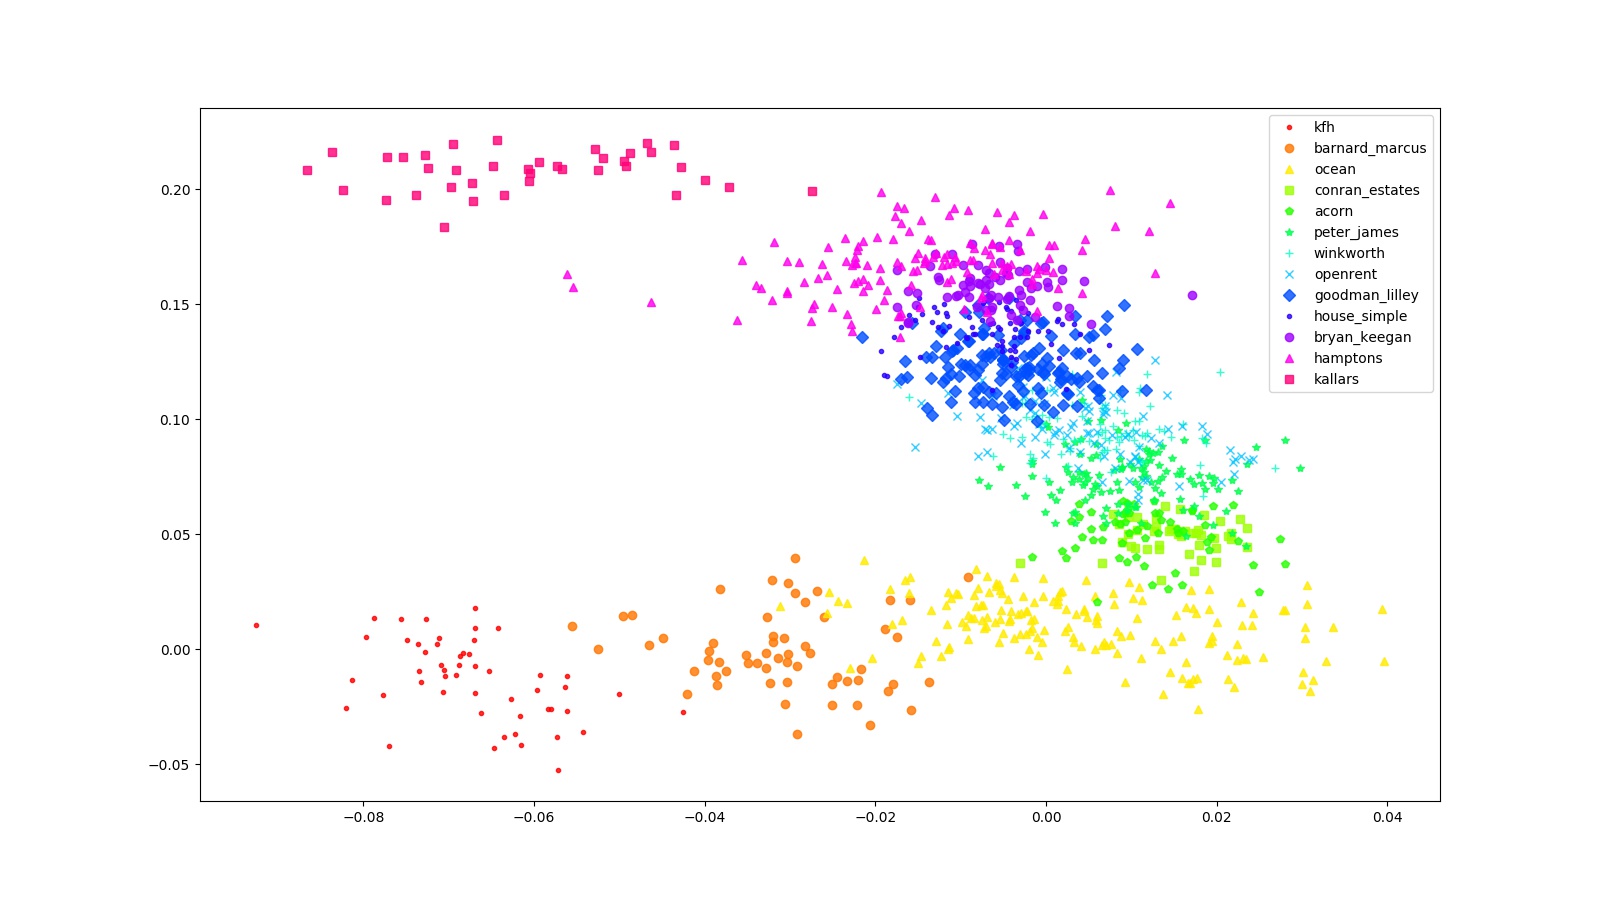 0.20
0.15
0.10
0.05
0.00
−0.05
−0.08
−0.06
−0.04
−0.02
0.00
0.02
0.04
kfh
barnard_marcus
ocean
conran_estates
acorn
peter_james
winkworth
openrent
goodman_lilley
house_simple
bryan_keegan
hamptons
kallars